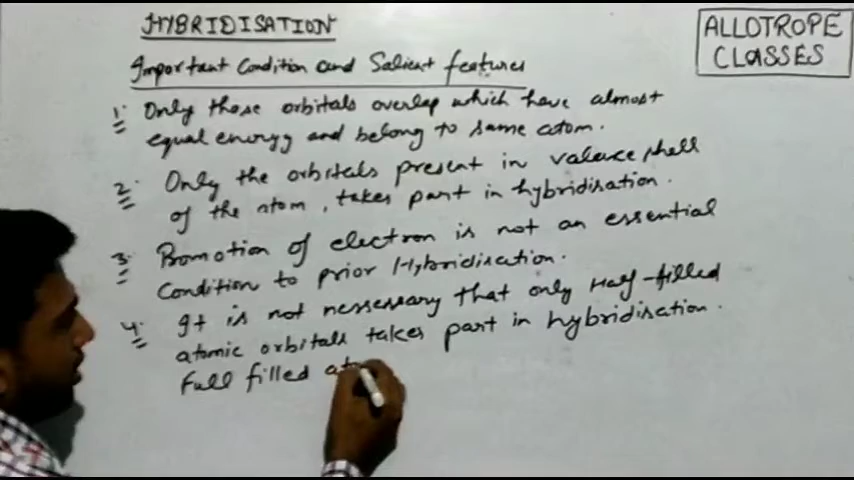 HYBRIDISATION
ALLOTROPE
CLASSES
Important Condition and Salient features
1. Only those orbitals overlap which have almost
equal energy and belong to same atom.
2. Only the orbitals present in valence shell
of the atom, takes part in hybridisation.
3. Promotion of electron is not an essential
Condition to prior Hybridisation.
4. It is not nessessary that only Half-filled
atomic orbitals takes part in hybridisation.
Full filled